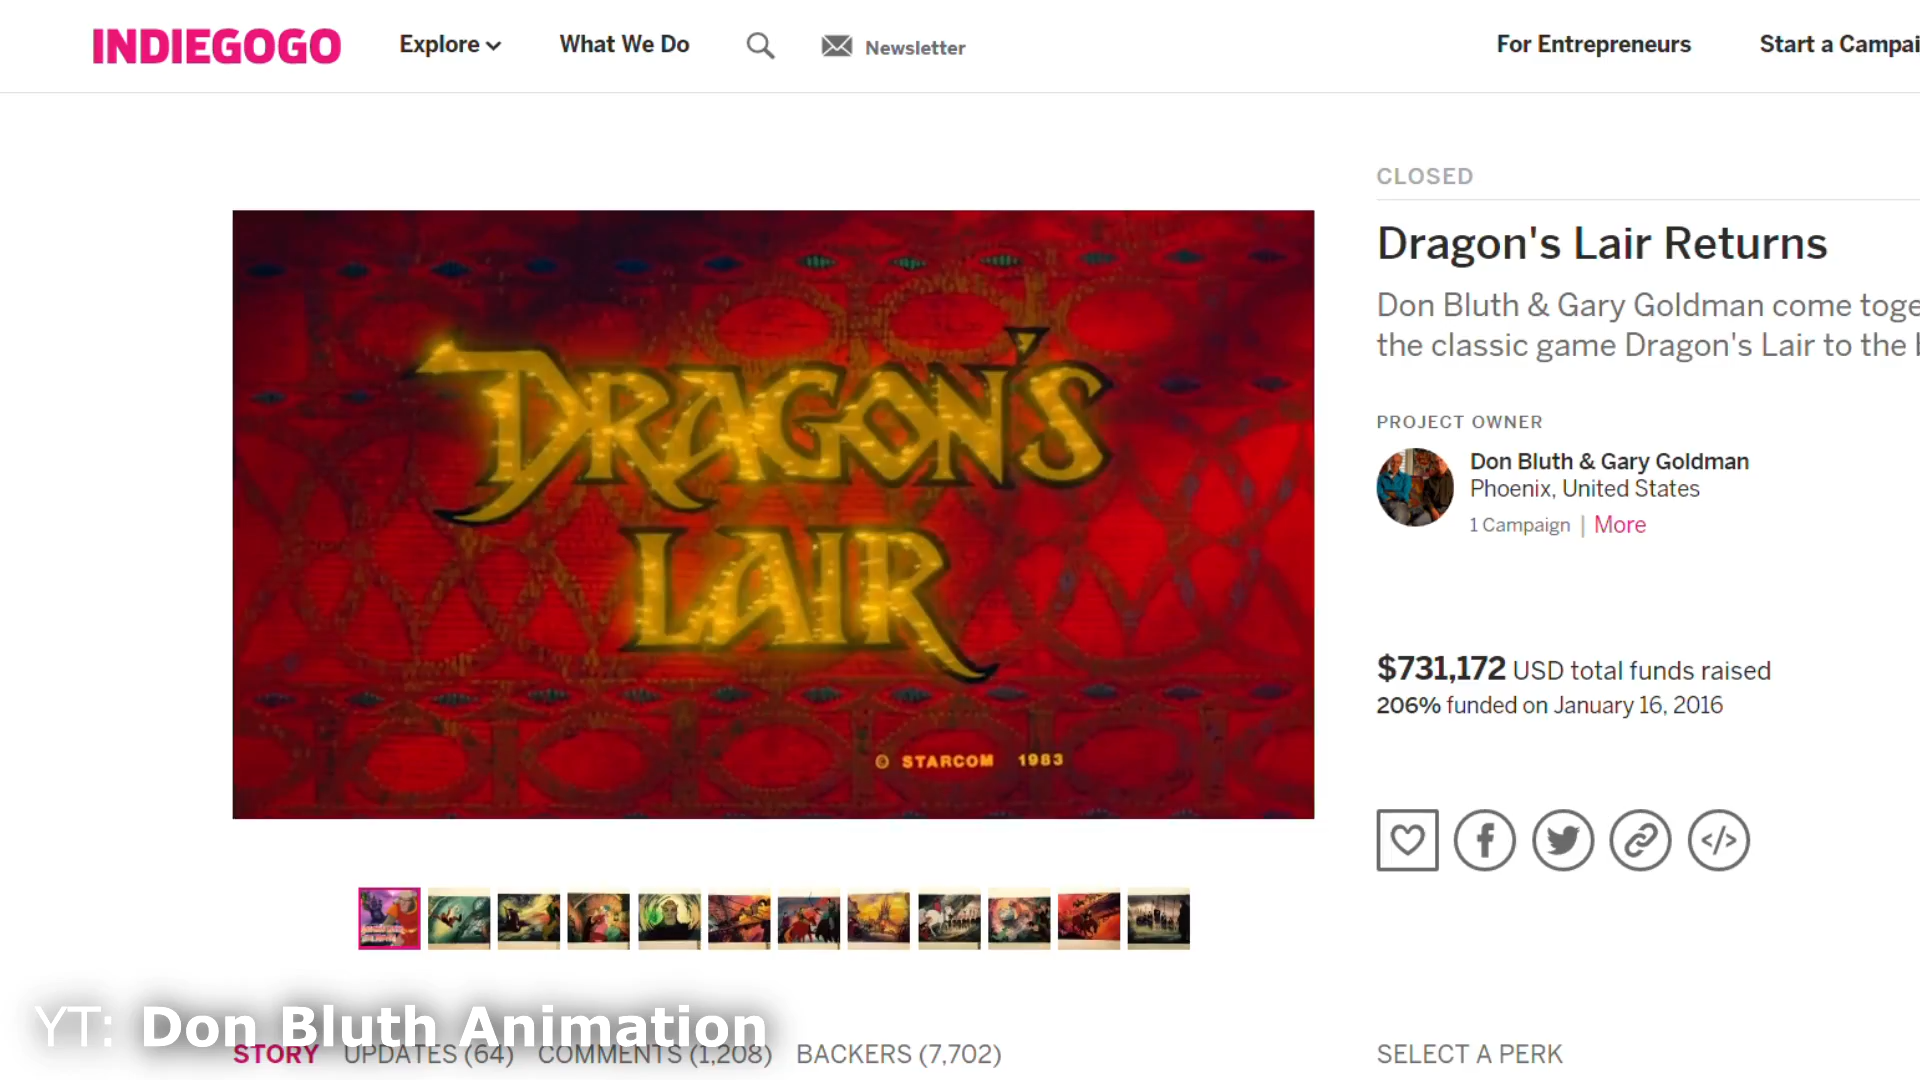 INDIEGOGO Explore What We Do Newsletter For Entrepreneurs Start a Campai
CLOSED
Dragon's Lair Returns
Don Bluth & Gary Goldman come toge
the classic game Dragon's Lair to the
PROJECT OWNER
Don Bluth & Gary Goldman
Phoenix, United States
1 Campaign | More
$731,172 USD total funds raised
206% funded on January 16, 2016
DRAGON'S
LAIR
© STARCOM 1983
YT: Don Bluth Animation
STORY UPDATES (64) COMMENTS (1,208) BACKERS (7,702)
SELECT A PERK